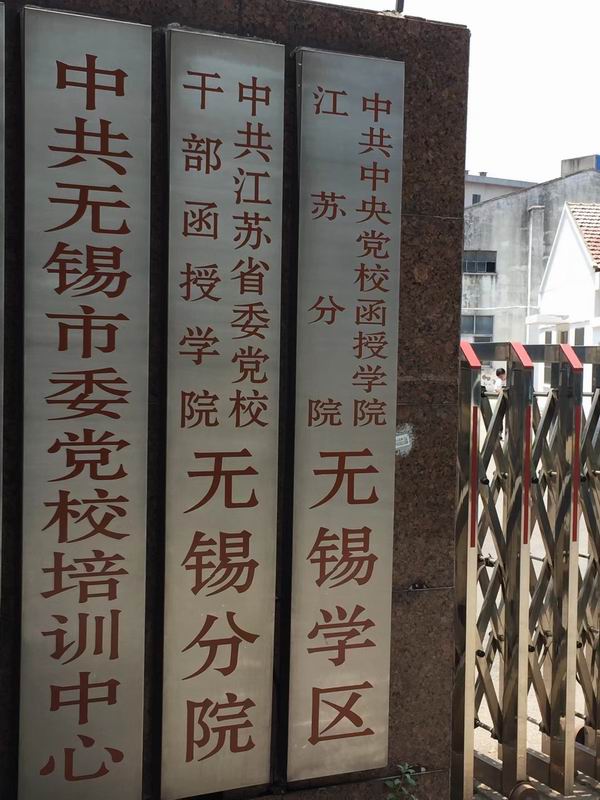 中共中央党校函授学院
江苏分院
无锡学区
中共江苏省委党校
干部函授学院
无锡分院
中共无锡市委党校培训中心